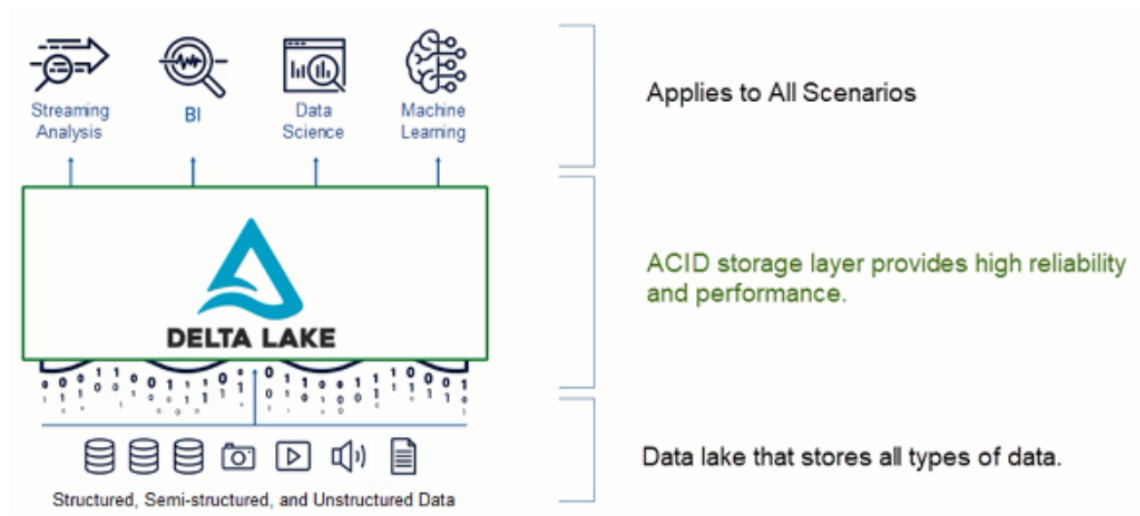 Streaming
Analysis
BI
Data
Science
Machine
Learning
Applies to All Scenarios
DELTA LAKE
ACID storage layer provides high reliability
and performance.
Structured, Semi-structured, and Unstructured Data
Data lake that stores all types of data.